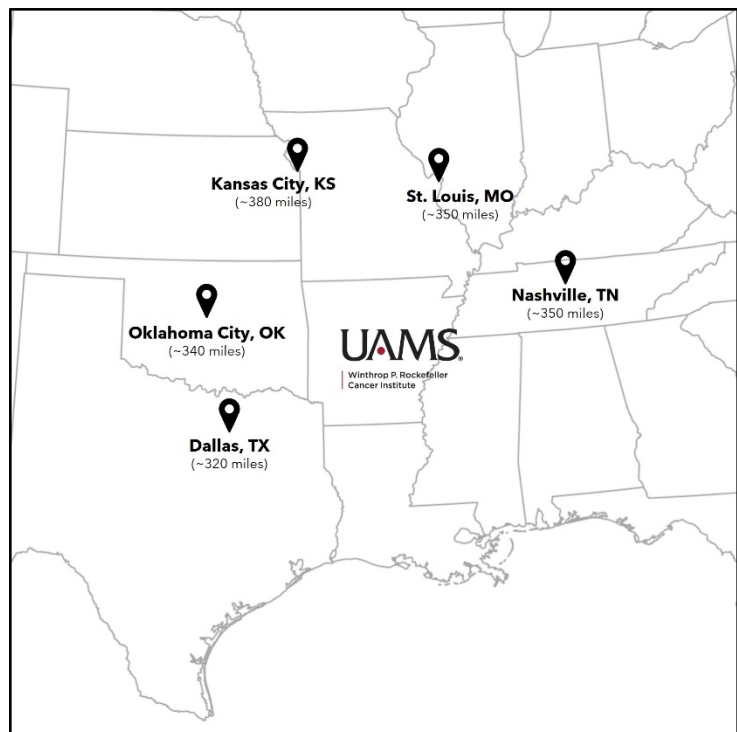 Kansas City, KS
(~380 miles)
St. Louis, MO
(~350 miles)
Nashville, TN
(~350 miles)
Oklahoma City, OK
(~340 miles)
UAMS®
Winthrop P. Rockefeller
Cancer Institute
Dallas, TX
(~320 miles)